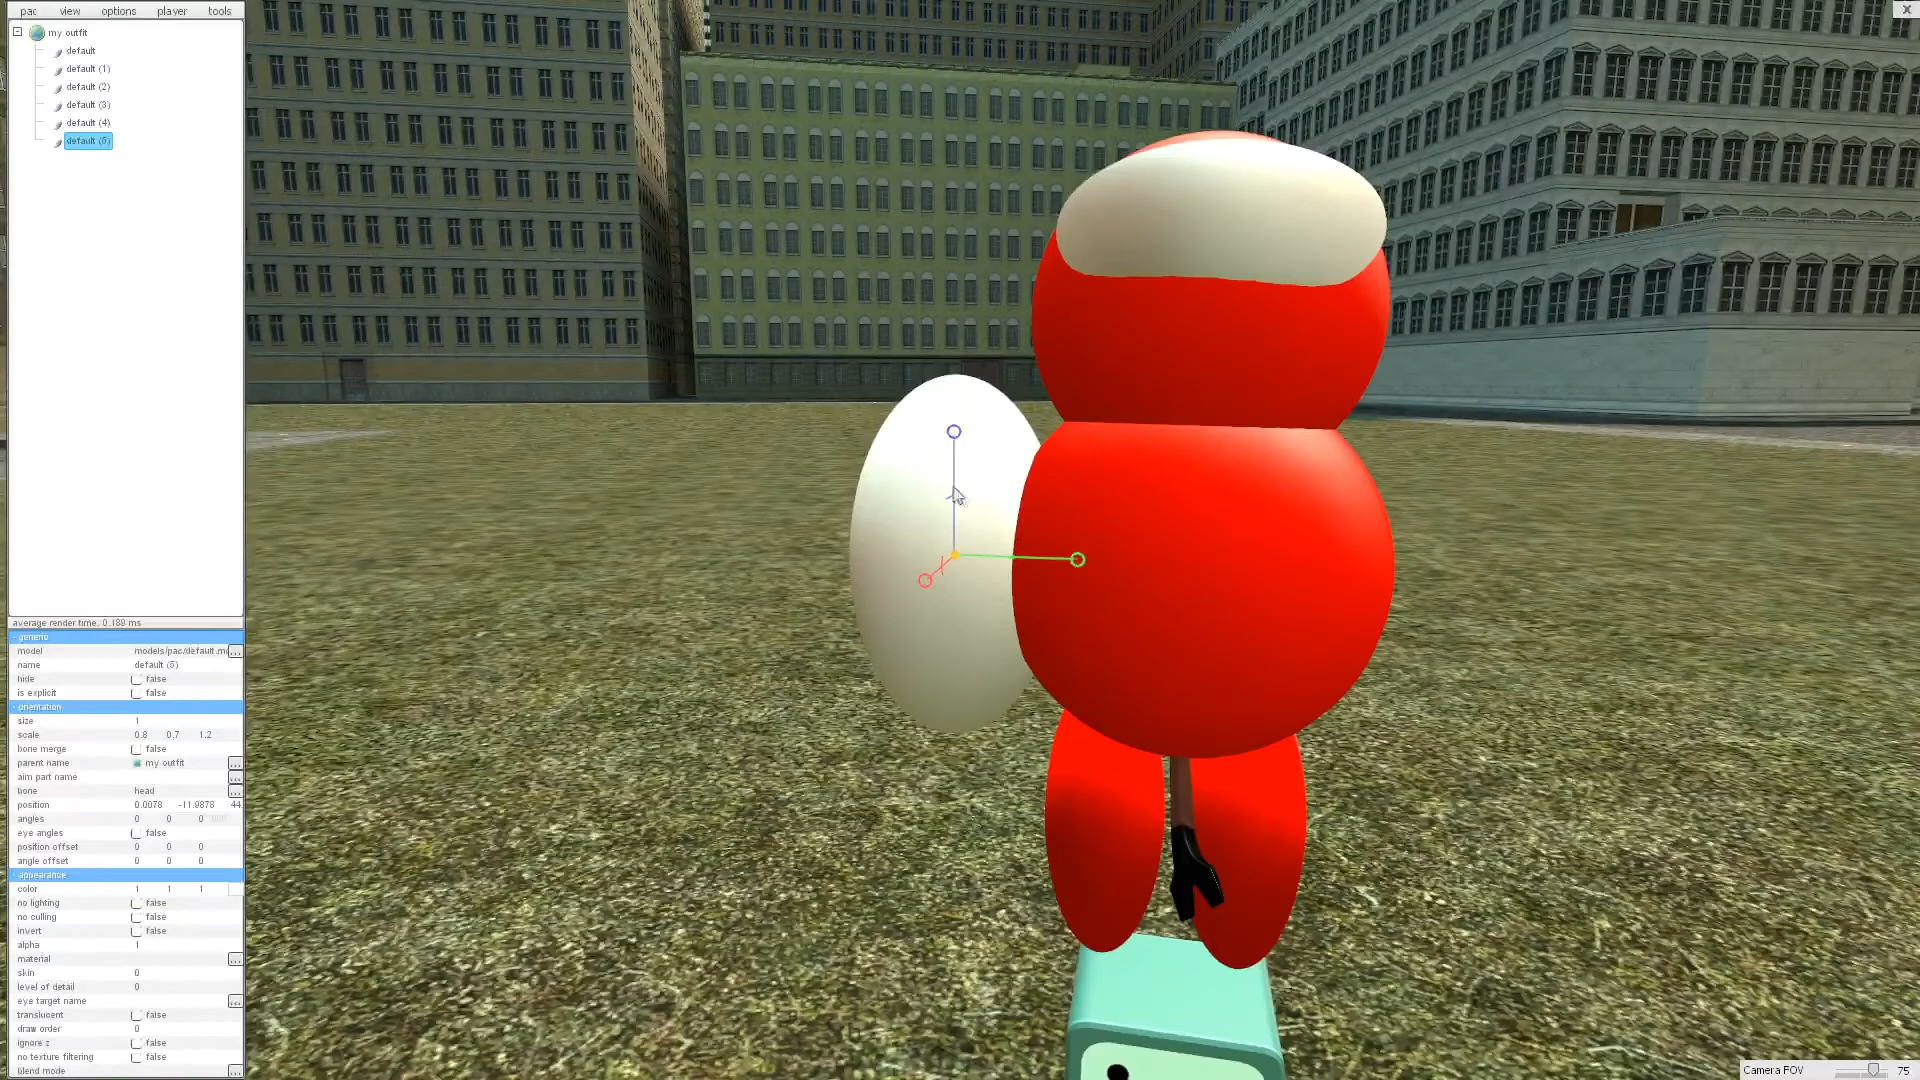 pac view options player tools
my outfit
default
default (1)
default (2)
default (3)
default (4)
default (5)
average render time: 0.188 ms
- generic
model models/pac/default.m ...
name default (5)
hide false
is explicit false
- orientation
size 1
scale 0.8 0.7 1.2
bone merge false
parent name my outfit ...
aim part name ...
bone head ...
position 0.0078 -11.9878 44.
angles 0 0 0
eye angles false
position offset 0 0 0
angle offset 0 0 0
- appearance
color 1 1 1
no lighting false
no culling false
invert false
alpha 1
material ...
skin 0
level of detail 0
eye target name ...
translucent false
draw order 0
ignore z false
no texture filtering false
blend mode ...
Camera FOV 75